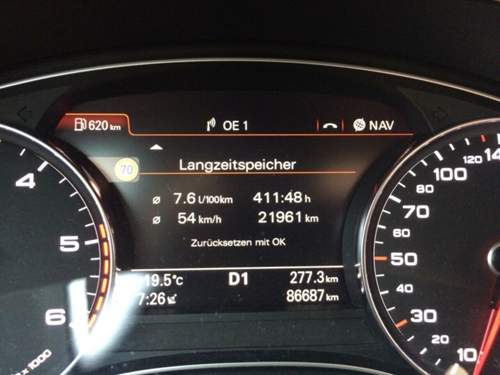 620 km OE 1 NAV
70 Langzeitspeicher
ø 7.6 l/100km 411:48 h
ø 54 km/h 21961 km
Zurücksetzen mit OK
19.5°c D1 277.3 km
7:26 86687 km
4
5
6
x 1000
120
100
80
60
40
20
10
70
50
30
10